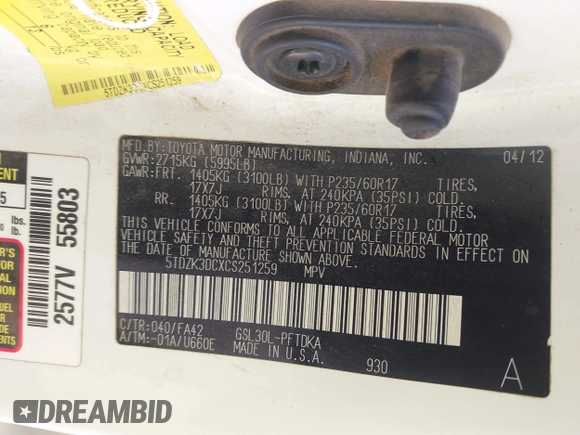 5TDZK3DCXCS251259
2577V 55803
MFD. BY: TOYOTA MOTOR MANUFACTURING, INDIANA, INC. 04/12
GVWR: 2715KG (5995LB)
GAWR: FRT. 1405KG (3100LB) WITH P235/60R17 TIRES,
17X7J RIMS, AT 240KPA (35PSI) COLD.
RR. 1405KG (3100LB) WITH P235/60R17 TIRES,
17X7J RIMS, AT 240KPA (35PSI) COLD.
THIS VEHICLE CONFORMS TO ALL APPLICABLE FEDERAL MOTOR
VEHICLE SAFETY AND THEFT PREVENTION STANDARDS IN EFFECT ON
THE DATE OF MANUFACTURE SHOWN ABOVE.
5TDZK3DCXCS251259 MPV
C/TR: 040/FA42 GSL30L-PFTDKA
A/TM: -01A/U660E MADE IN U.S.A. 930 A
lbs.
lbs.
DREAMBID